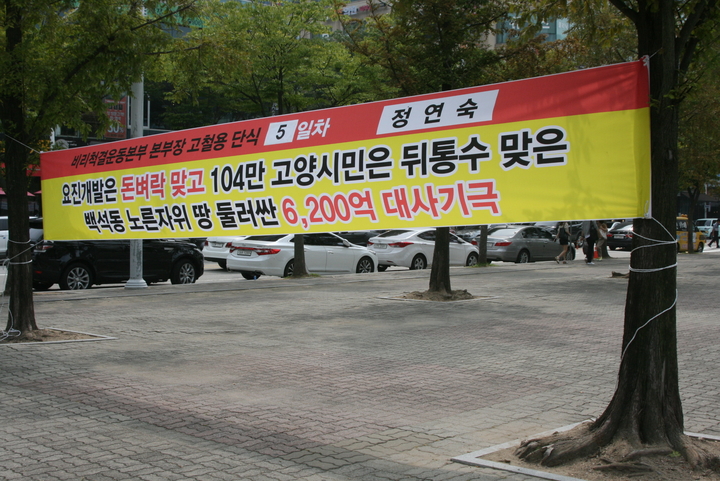 비리척결운동본부 본부장 고철용 단식 5일차 정연숙
요진개발은 돈벼락 맞고 104만 고양시민은 뒤통수 맞은
백석동 노른자위 땅 둘러싼 6,200억 대사기극